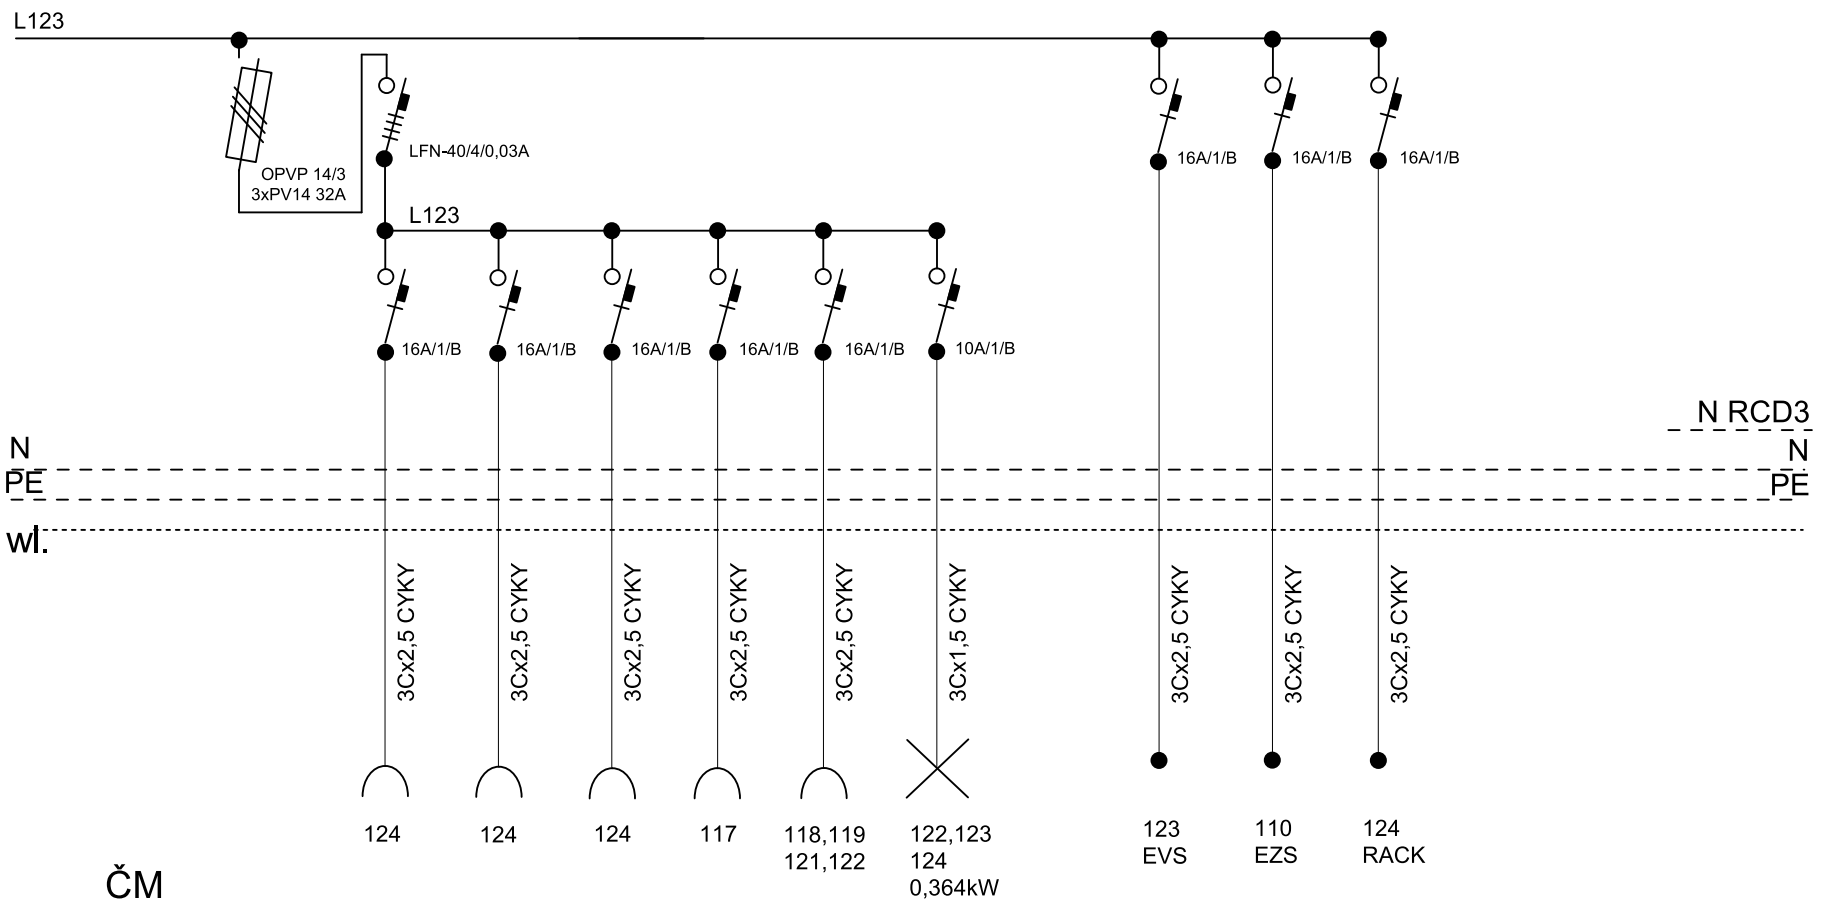 L123
LFN-40/4/0,03A
OPVP 14/3
3xPV14 32A
16A/1/B
16A/1/B
16A/1/B
L123
16A/1/B
16A/1/B
16A/1/B
16A/1/B
16A/1/B
10A/1/B
N RCD3
N
N
PE
PE
wl.
3Cx2,5 CYKY
3Cx2,5 CYKY
3Cx2,5 CYKY
3Cx2,5 CYKY
3Cx2,5 CYKY
3Cx1,5 CYKY
3Cx2,5 CYKY
3Cx2,5 CYKY
3Cx2,5 CYKY
124
124
124
117
118,119
121,122
122,123
124
0,364kW
123
EVS
110
EZS
124
RACK
ČM